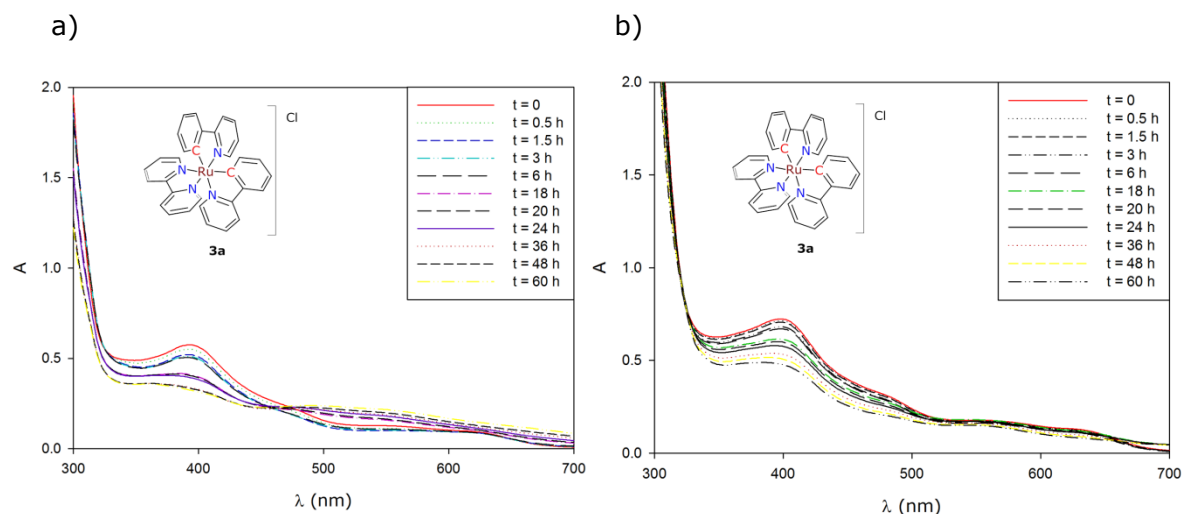 a)
2.0
1.5
1.0
0.5
0.0
A
300
400
500
600
700
λ (nm)
C
N
N
Ru
C
N
N
Cl
3a
t = 0
t = 0.5 h
t = 1.5 h
t = 3 h
t = 6 h
t = 18 h
t = 20 h
t = 24 h
t = 36 h
t = 48 h
t = 60 h
b)
2.0
1.5
1.0
0.5
0.0
A
300
400
500
600
700
λ (nm)
C
N
N
Ru
C
N
N
Cl
3a
t = 0
t = 0.5 h
t = 1.5 h
t = 3 h
t = 6 h
t = 18 h
t = 20 h
t = 24 h
t = 36 h
t = 48 h
t = 60 h